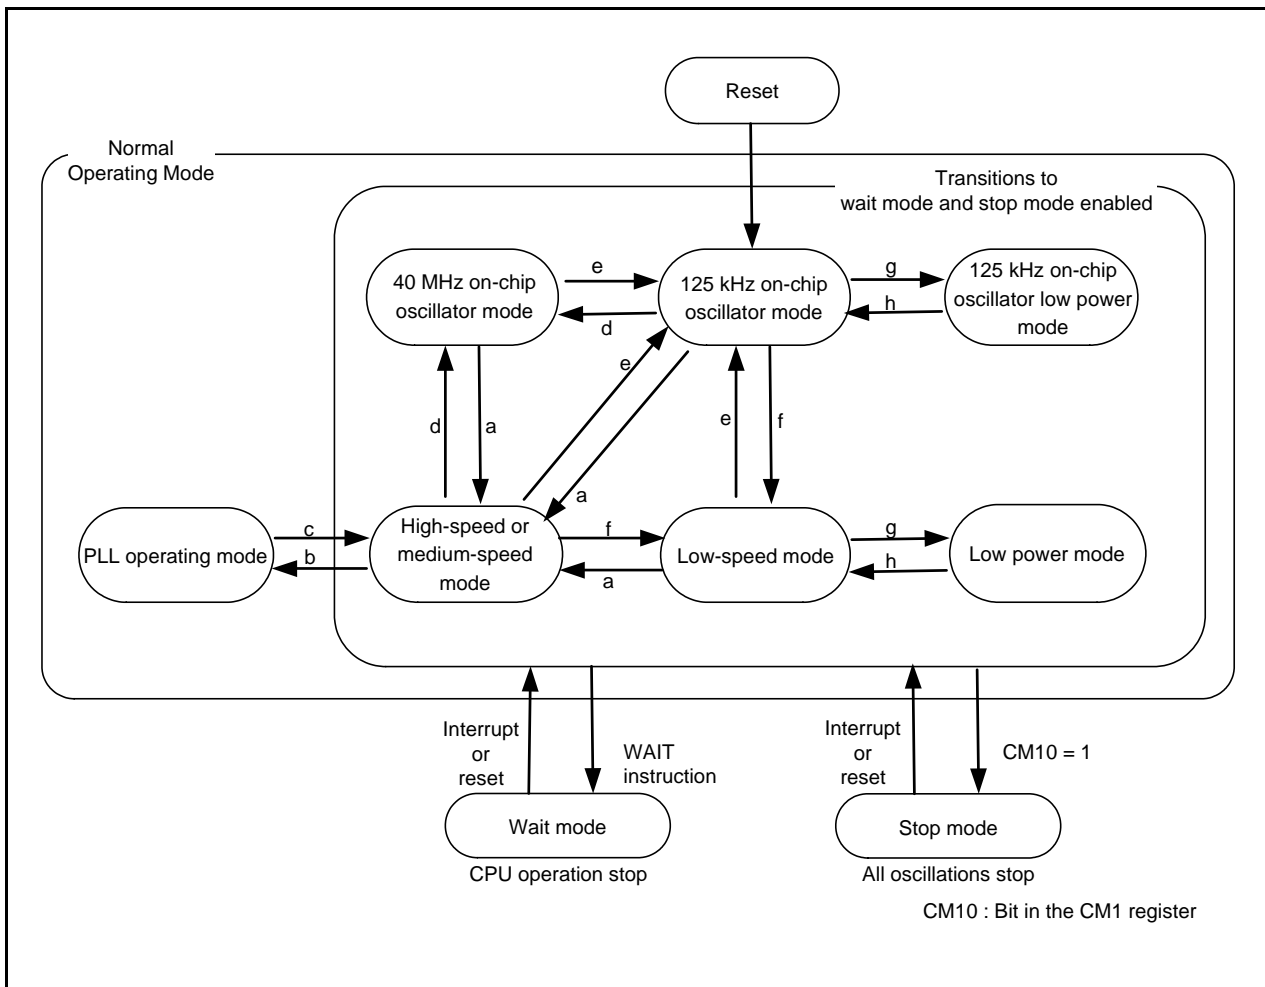 Reset
Normal
Operating Mode
Transitions to
wait mode and stop mode enabled
40 MHz on-chip
oscillator mode
e
d
125 kHz on-chip
oscillator mode
g
h
125 kHz on-chip
oscillator low power
mode
d
a
e
a
e
f
PLL operating mode
c
b
High-speed or
medium-speed
mode
f
a
Low-speed mode
g
h
Low power mode
Interrupt
or
reset
WAIT
instruction
Interrupt
or
reset
CM10 = 1
Wait mode
Stop mode
CPU operation stop
All oscillations stop
CM10 : Bit in the CM1 register